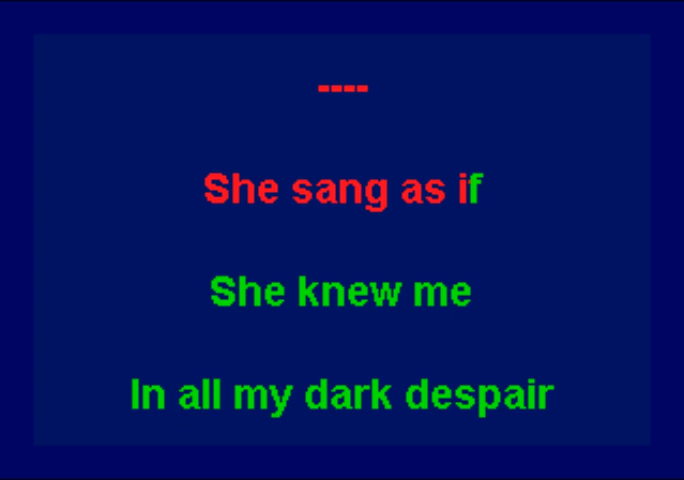 ----
She sang as if
She knew me
In all my dark despair